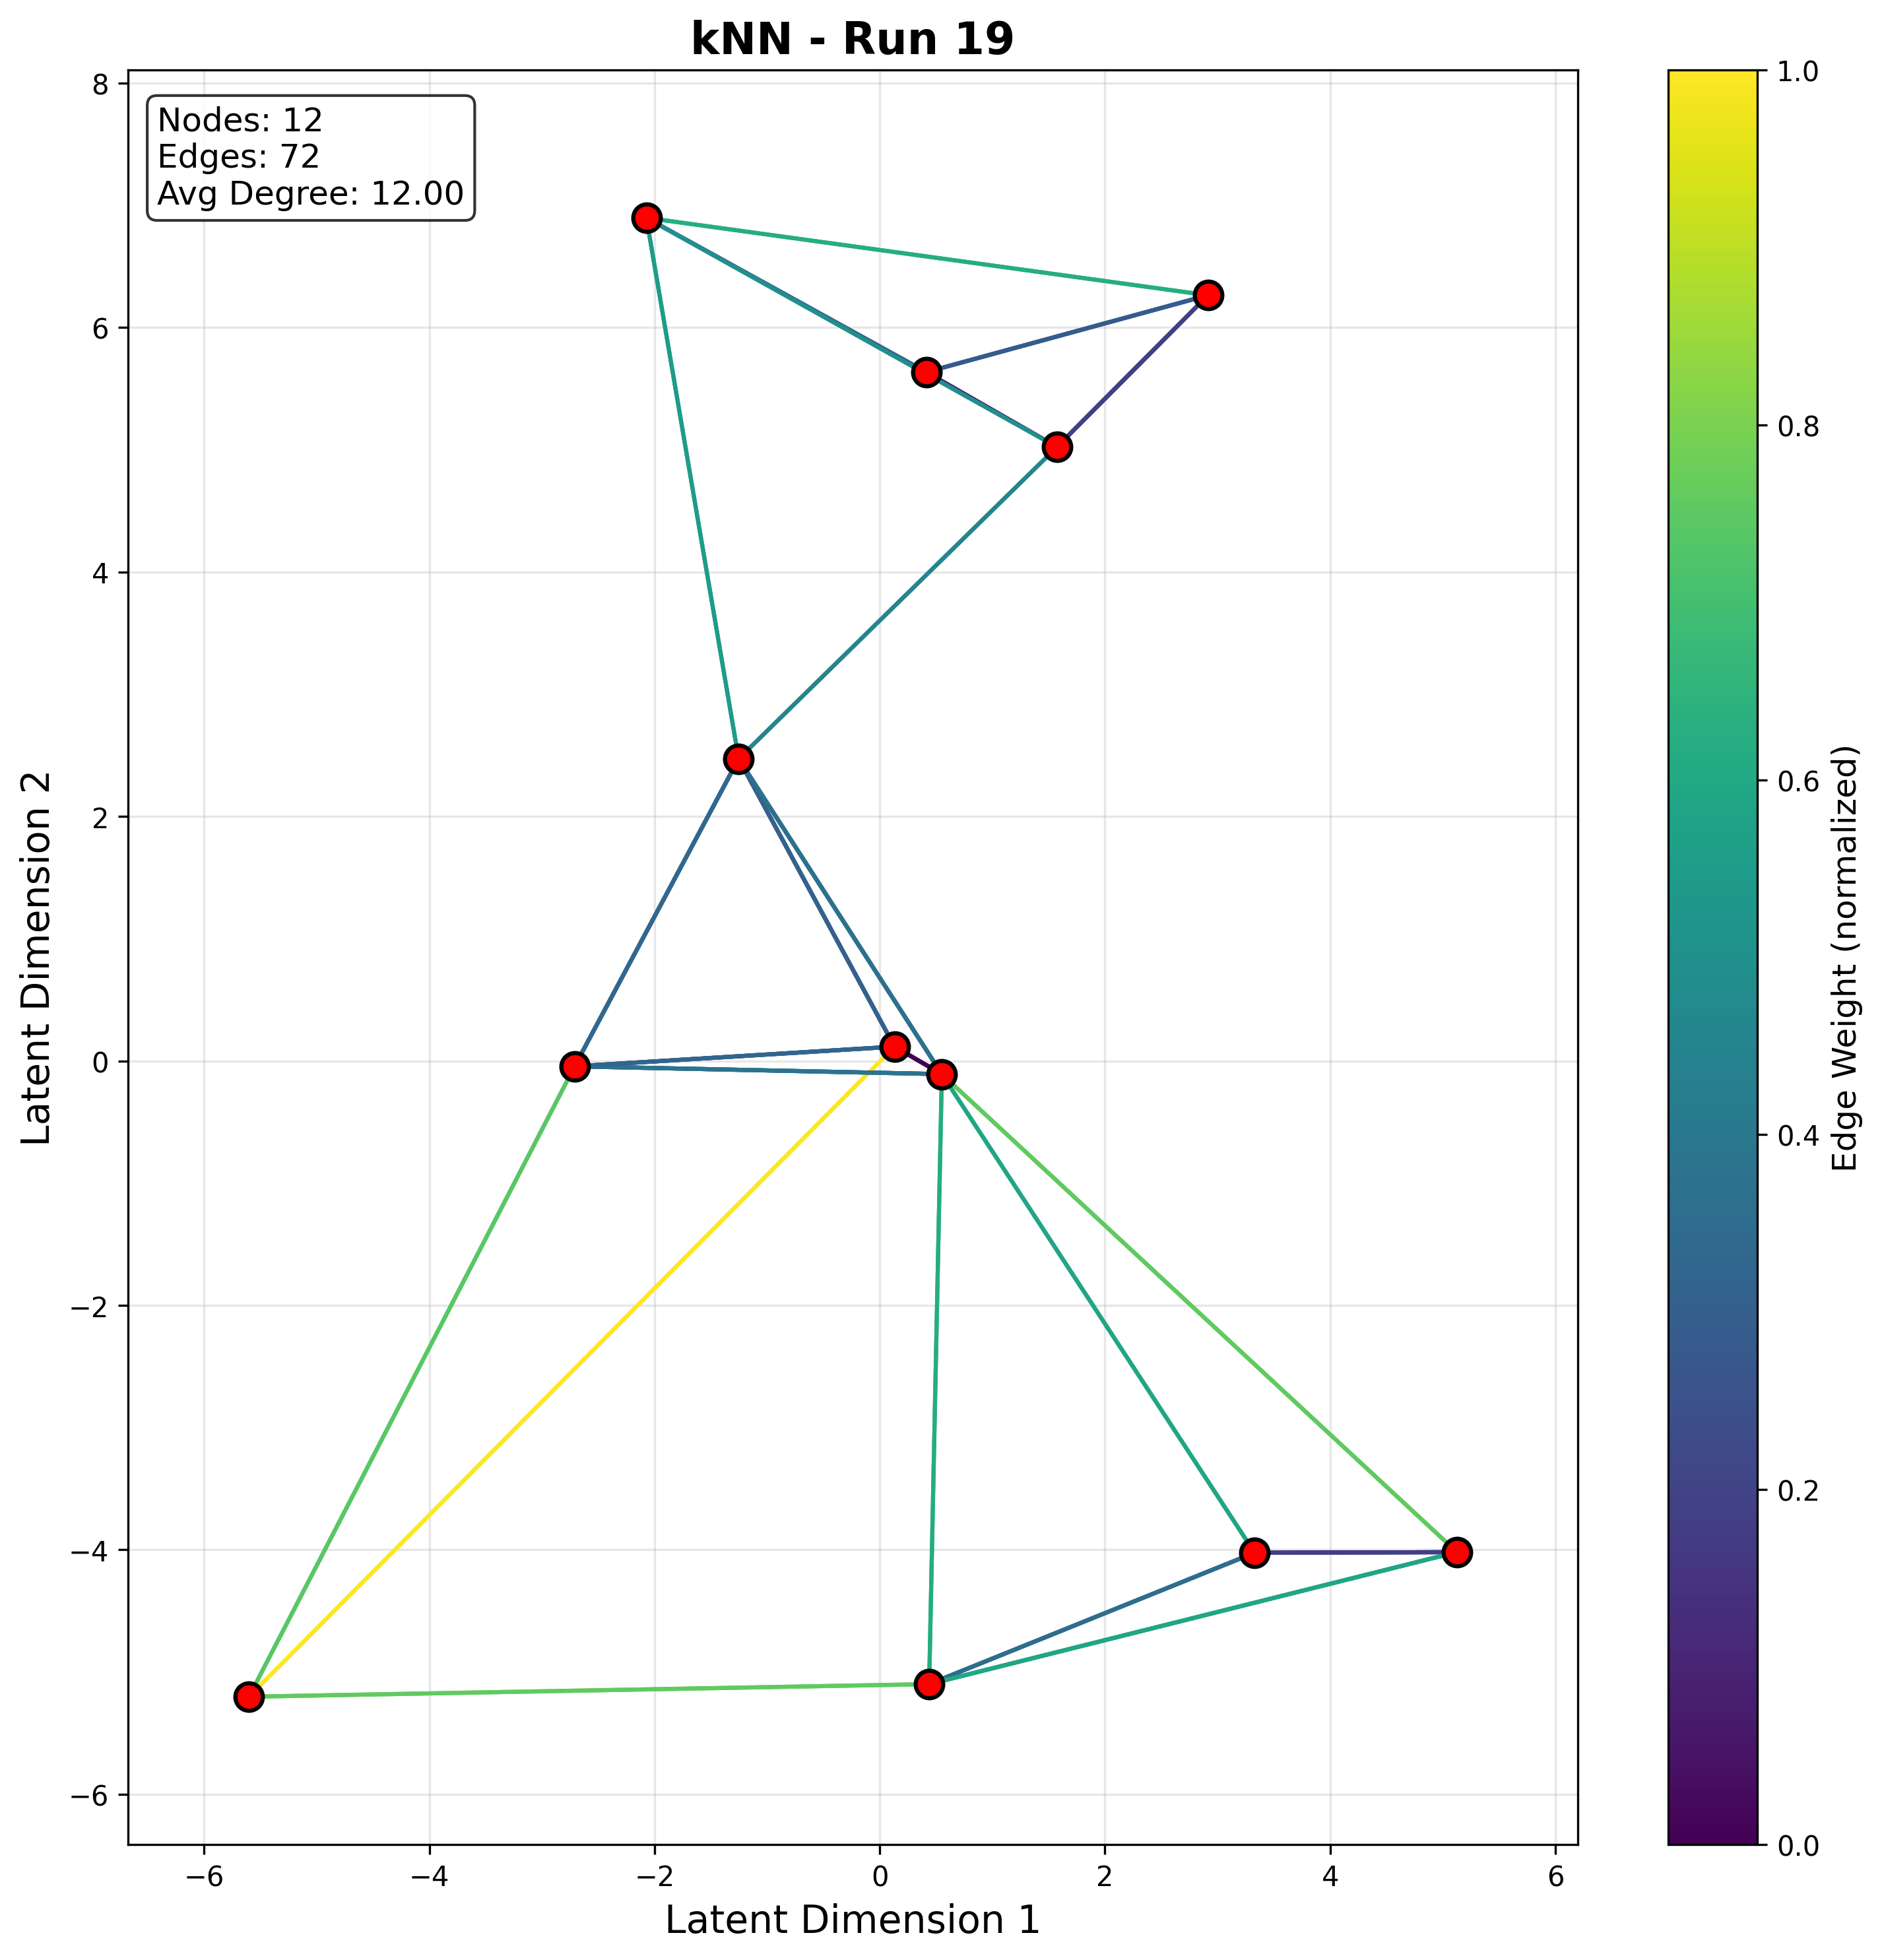 kNN - Run 19
Nodes: 12
Edges: 72
Avg Degree: 12.00
8
6
4
2
0
−2
−4
−6
Latent Dimension 2
−6 −4 −2 0 2 4 6
Latent Dimension 1
1.0
0.8
0.6
0.4
0.2
0.0
Edge Weight (normalized)